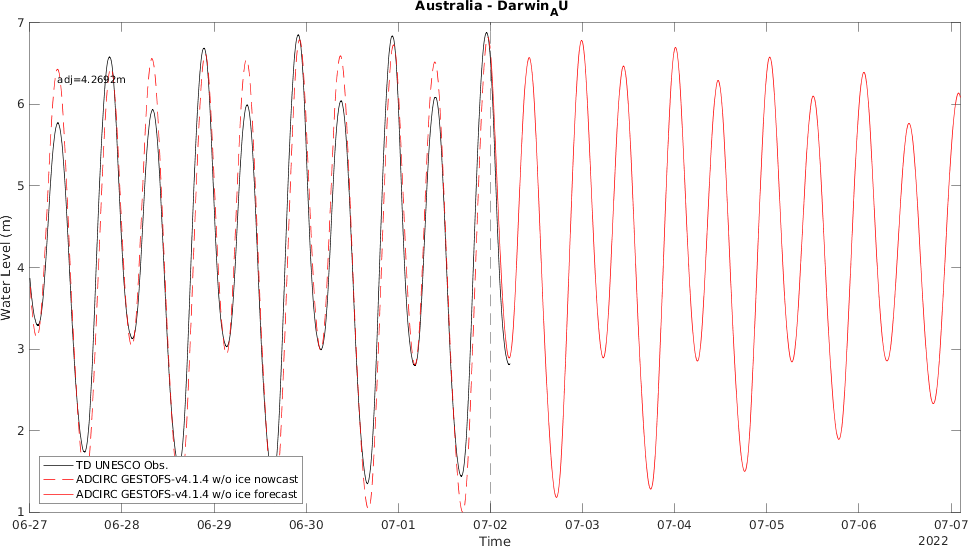 Australia - DarwinAU
7
adj=4.2692m
6
5
Water Level (m)
4
3
2
TD UNESCO Obs.
ADCIRC GESTOFS-v4.1.4 w/o ice nowcast
ADCIRC GESTOFS-v4.1.4 w/o ice forecast
1
06-27 06-28 06-29 06-30 07-01 07-02 07-03 07-04 07-05 07-06 07-07
Time
2022